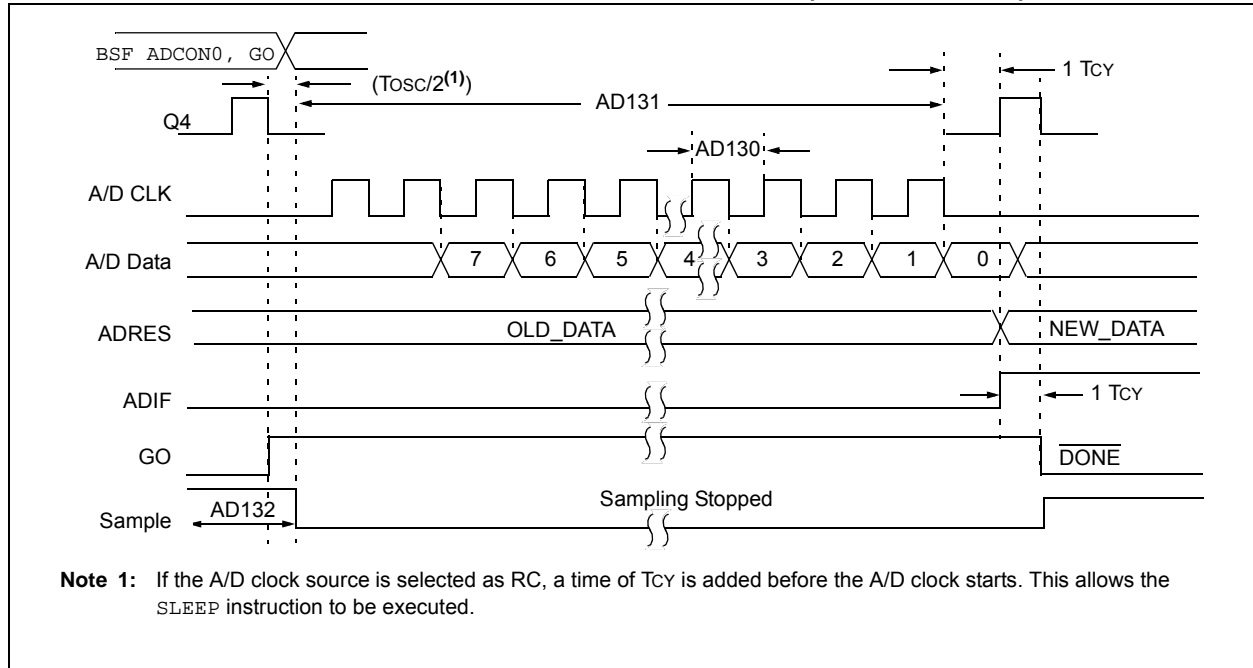 BSF ADCON0, GO
(TOSC/2(1))
1 TCY
AD131
Q4
AD130
A/D CLK
A/D Data
7 6 5 4 3 2 1 0
ADRES
OLD_DATA
NEW_DATA
ADIF
1 TCY
GO
DONE
Sampling Stopped
AD132
Sample
Note 1: If the A/D clock source is selected as RC, a time of TCY is added before the A/D clock starts. This allows the
SLEEP instruction to be executed.